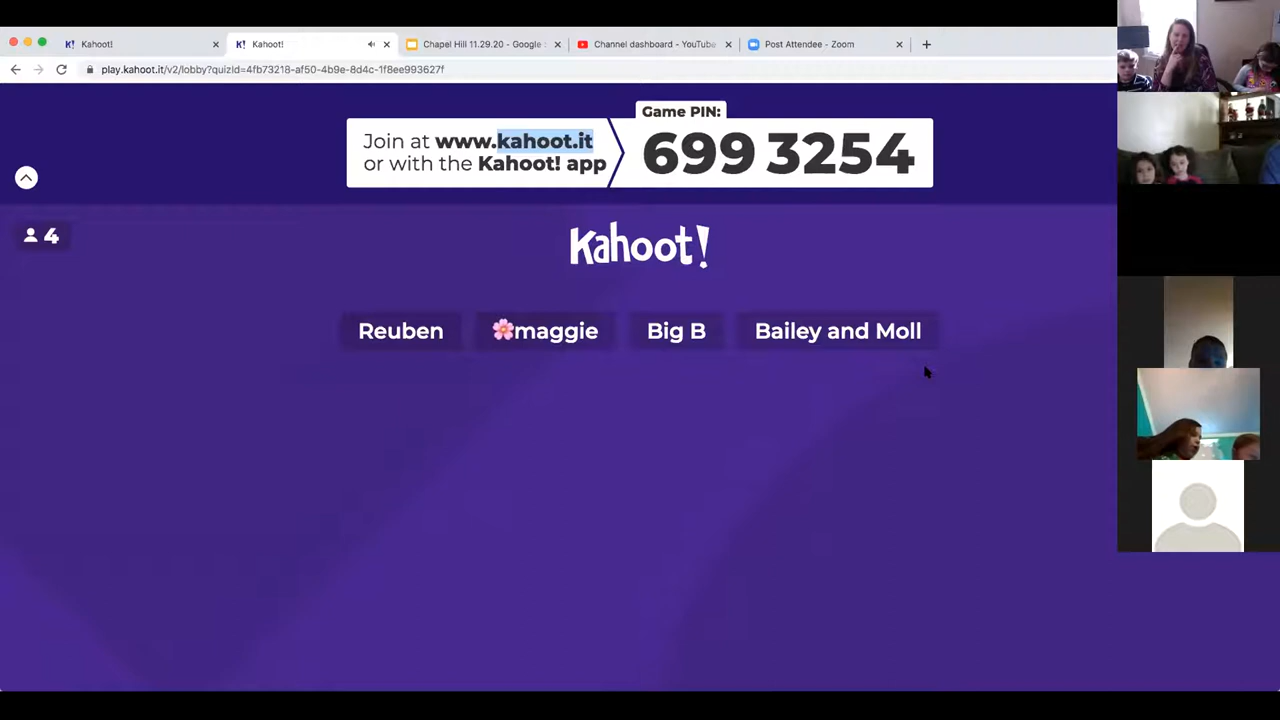 Kahoot!
Kahoot!
Chapel Hill 11.29.20 - Google
Channel dashboard - YouTube
Post Attendee - Zoom
play.kahoot.it/v2/lobby?quizId=4fb73218-af50-4b9e-8d4c-1f8ee993627f
Game PIN:
Join at www.kahoot.it
or with the Kahoot! app
699 3254
4
Kahoot!
Reuben
🌸maggie
Big B
Bailey and Moll